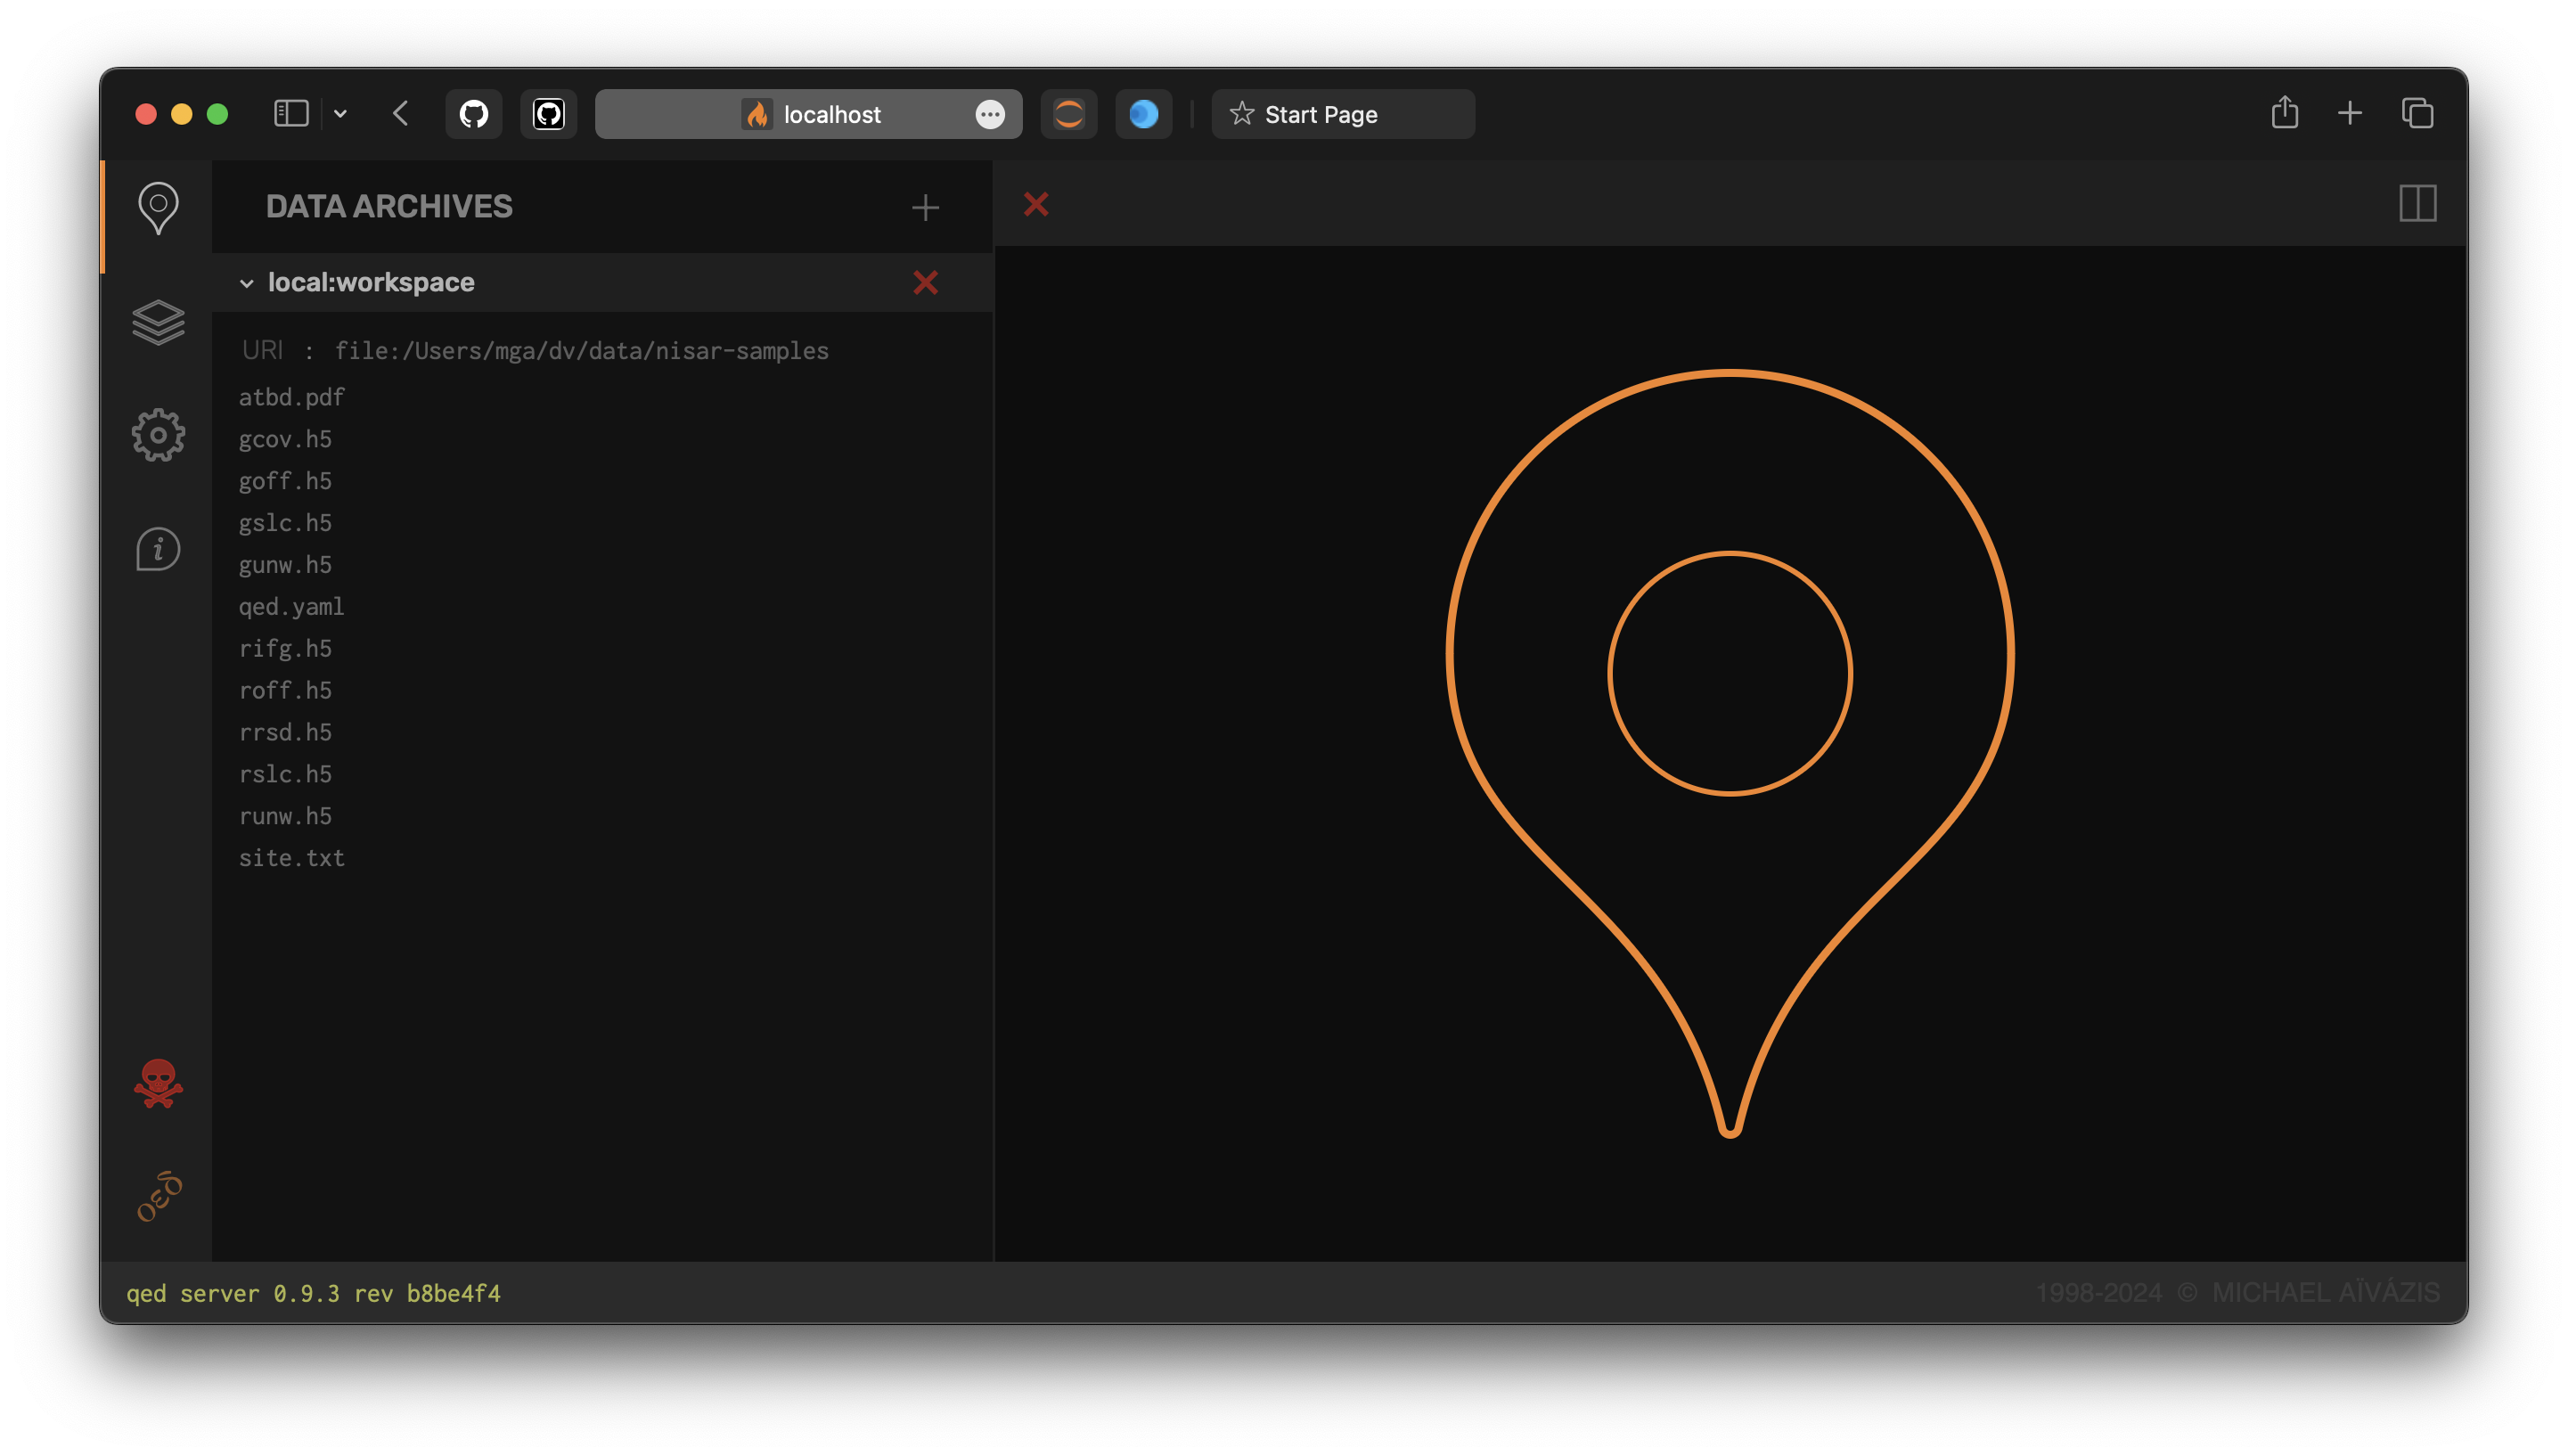 localhost
Start Page
DATA ARCHIVES
local:workspace
URI : file:/Users/mga/dv/data/nisar-samples
atbd.pdf
gcov.h5
goff.h5
gslc.h5
gunw.h5
qed.yaml
rifg.h5
roff.h5
rrsd.h5
rslc.h5
runw.h5
site.txt
i
οεδ
qed server 0.9.3 rev b8be4f4
1998-2024 © MICHAEL AÏVÁZIS